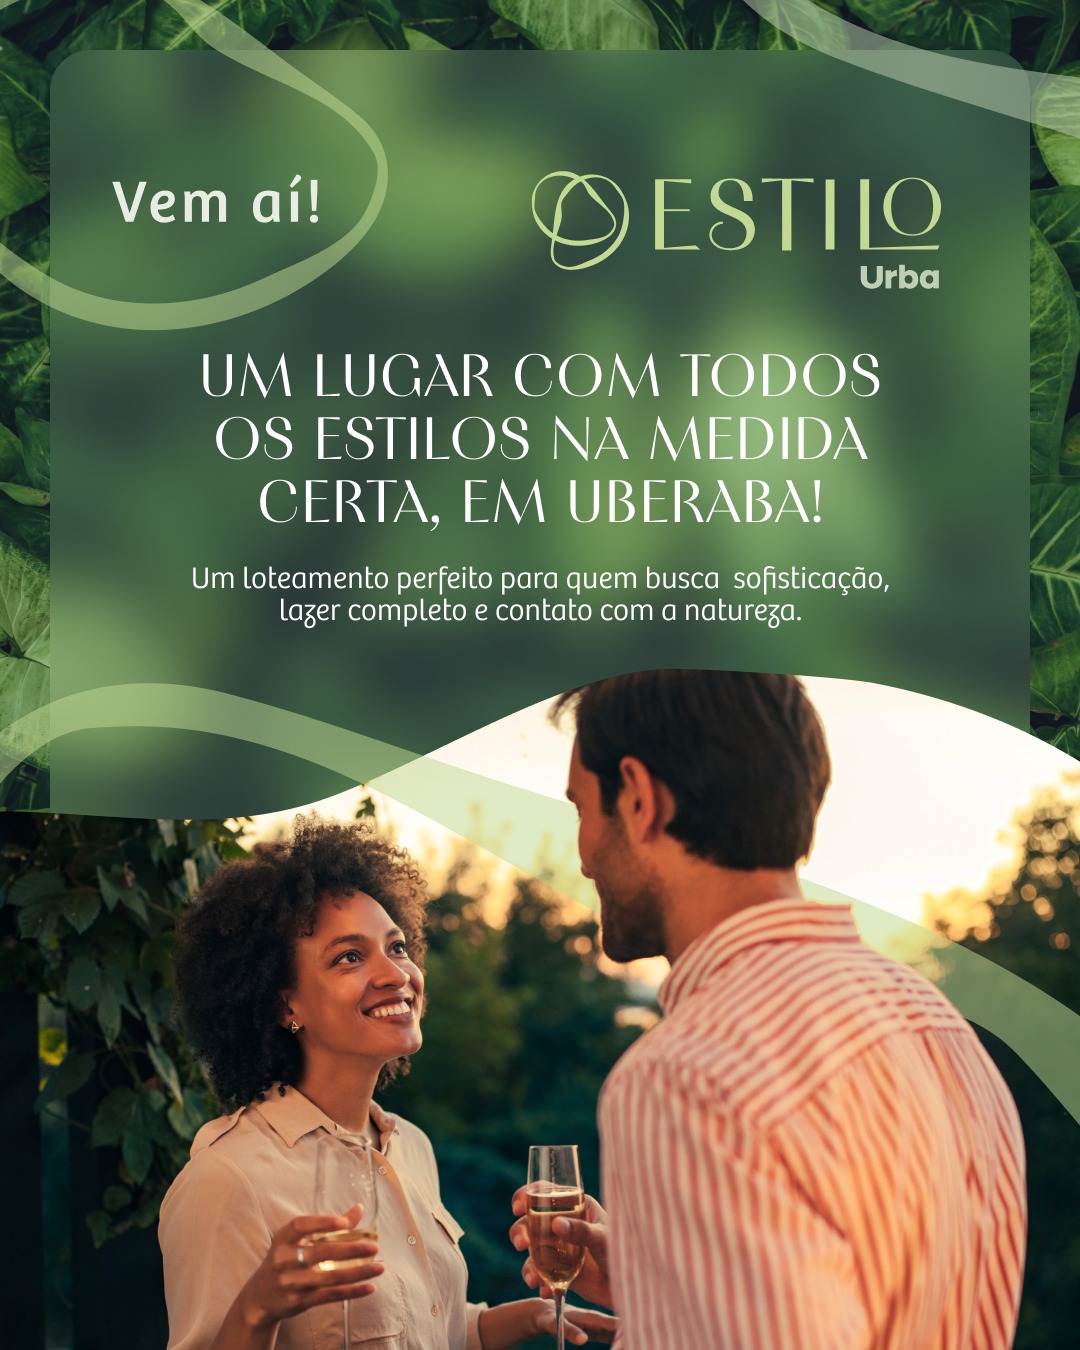 Vem aí!
ESTILO
Urba
UM LUGAR COM TODOS
OS ESTILOS NA MEDIDA
CERTA, EM UBERABA!
Um loteamento perfeito para quem busca sofisticação,
lazer completo e contato com a natureza.